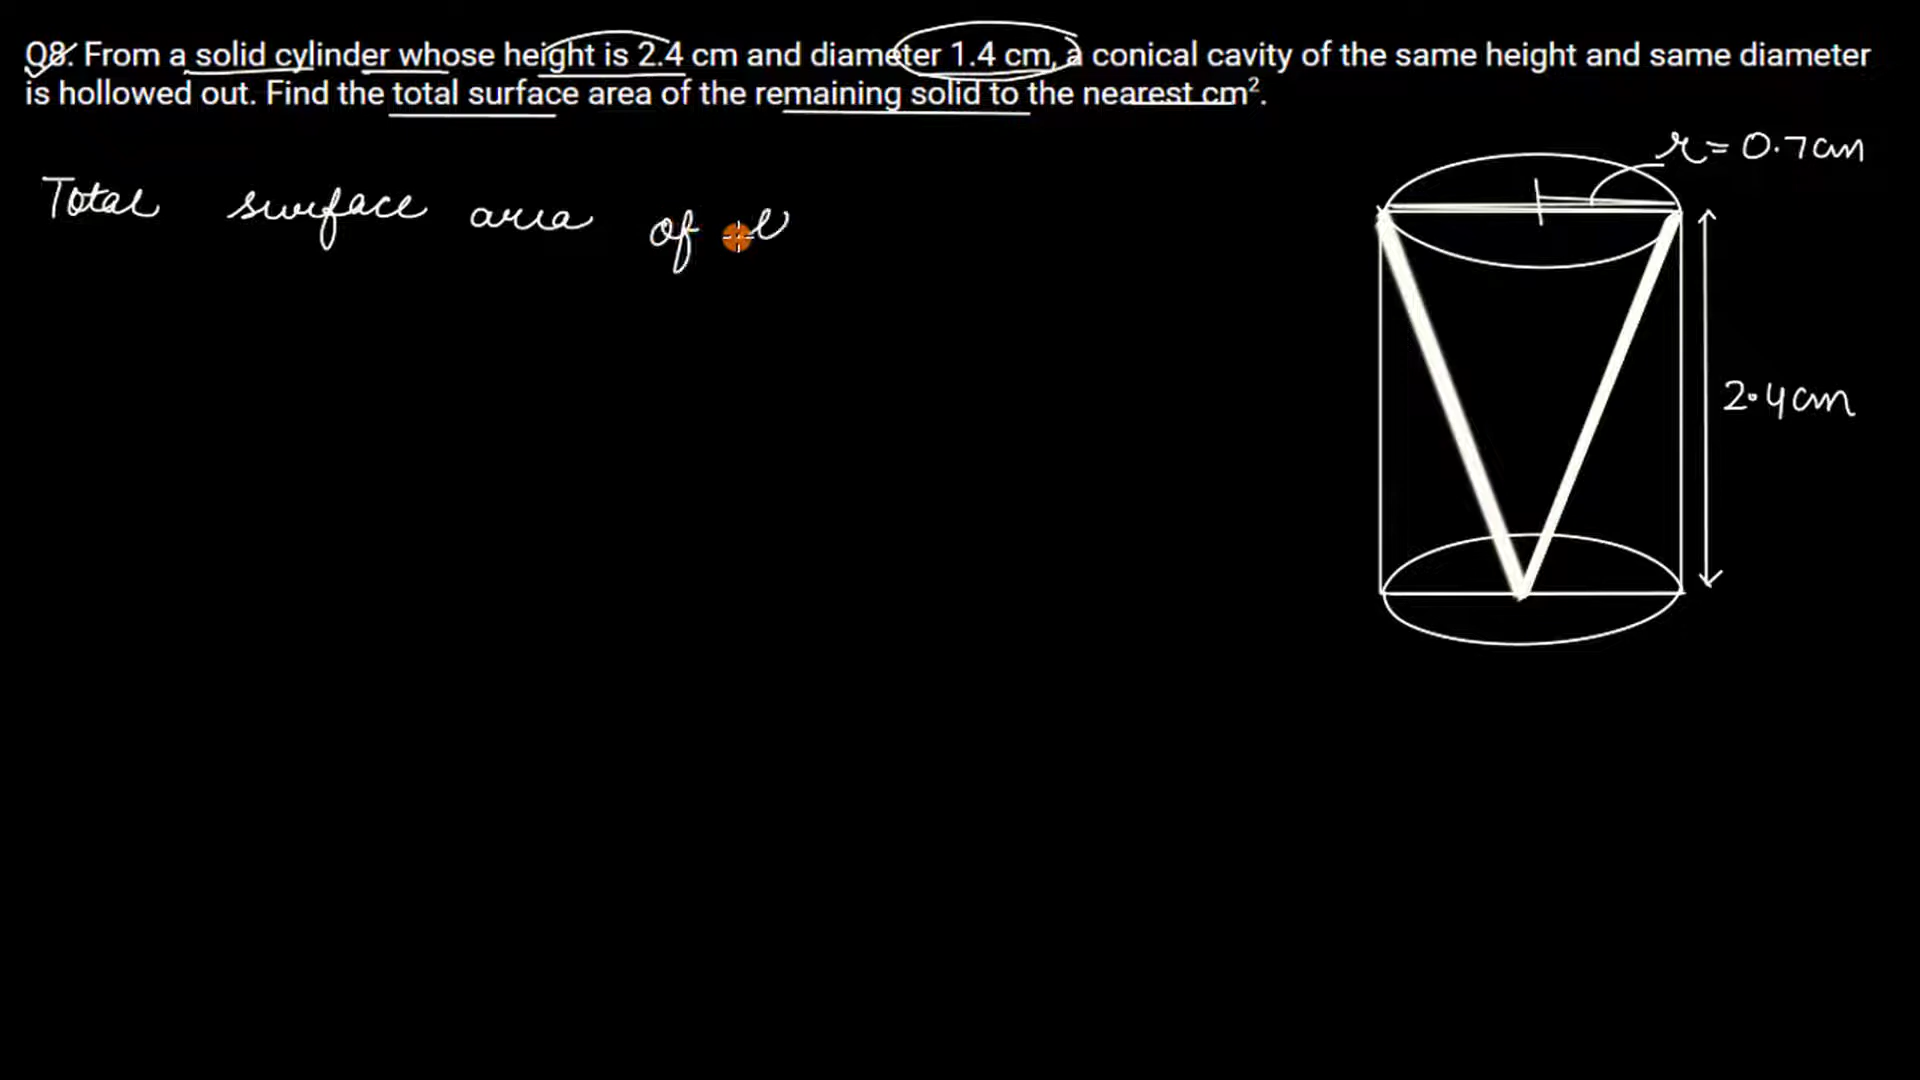 Q8. From a solid cylinder whose height is 2.4 cm and diameter 1.4 cm, a conical cavity of the same height and same diameter
is hollowed out. Find the total surface area of the remaining solid to the nearest cm².
r = 0.7cm
Total surface area of
2.4cm